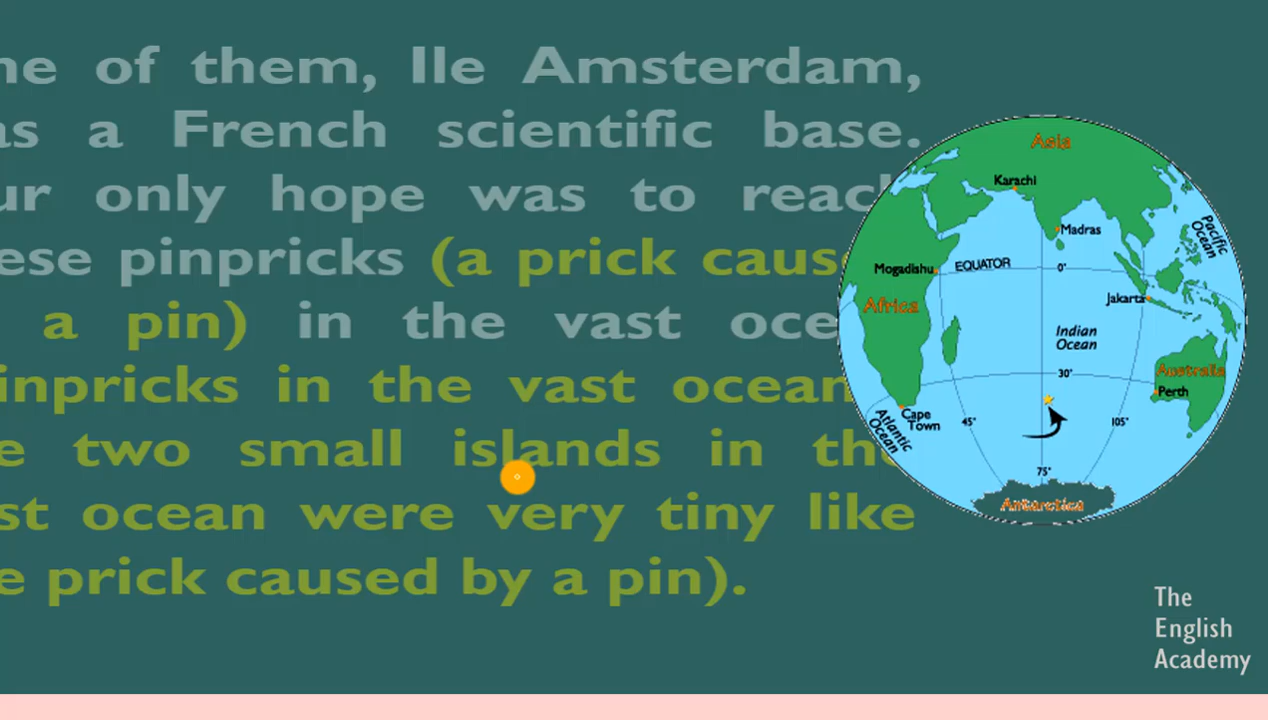 ne of them, Ile Amsterdam,
as a French scientific base.
ur only hope was to reach
ese pinpricks (a prick cause
a pin) in the vast oce
inpricks in the vast ocean
e two small islands in the
st ocean were very tiny like
e prick caused by a pin).
Asia
Karachi
Madras
Pacific
Ocean
Mogadishu
EQUATOR
0°
Africa
Jakarta
Indian
Ocean
30°
Australia
Perth
Cape
Town
Atlantic
Ocean
45°
105°
75°
Antarctica
The
English
Academy